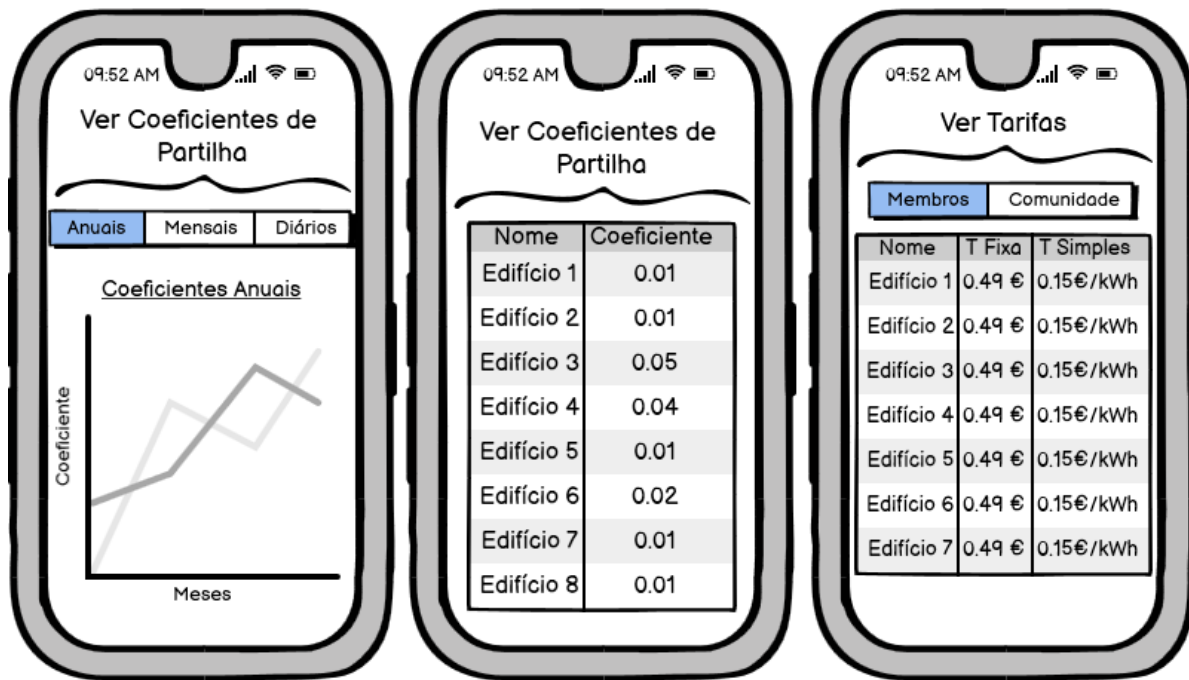 09:52 AM
Ver Coeficientes de
Partilha
Anuais Mensais Diários
Coeficientes Anuais
Coeficiente
Meses
09:52 AM
Ver Coeficientes de
Partilha
Nome Coeficiente
Edifício 1 0.01
Edifício 2 0.01
Edifício 3 0.05
Edifício 4 0.04
Edifício 5 0.01
Edifício 6 0.02
Edifício 7 0.01
Edifício 8 0.01
09:52 AM
Ver Tarifas
Membros Comunidade
Nome T Fixa T Simples
Edifício 1 0.49 € 0.15€/kWh
Edifício 2 0.49 € 0.15€/kWh
Edifício 3 0.49 € 0.15€/kWh
Edifício 4 0.49 € 0.15€/kWh
Edifício 5 0.49 € 0.15€/kWh
Edifício 6 0.49 € 0.15€/kWh
Edifício 7 0.49 € 0.15€/kWh